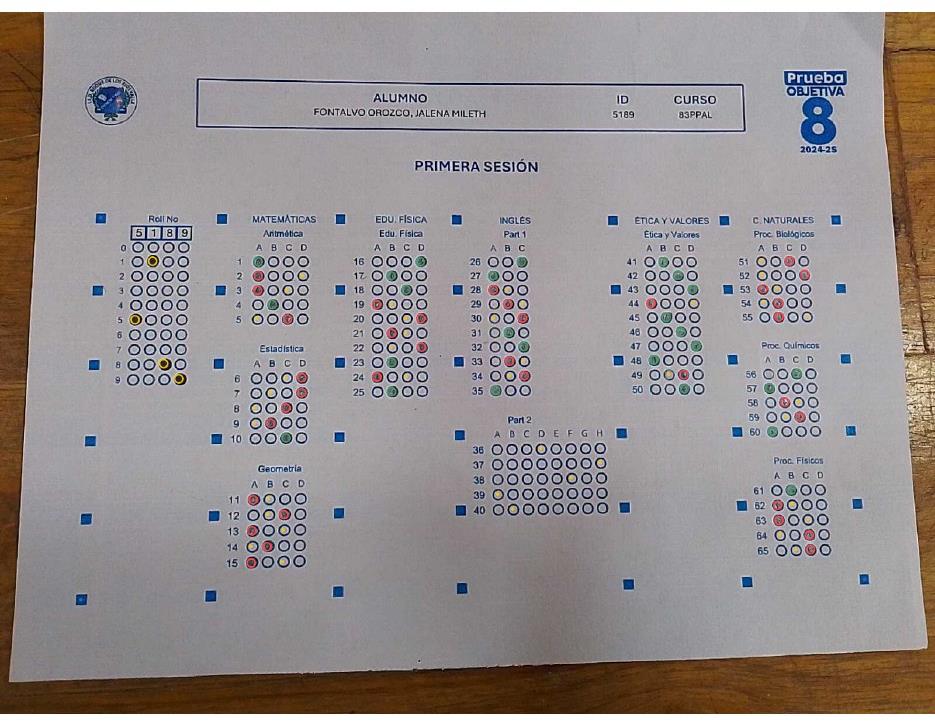 Prueba
OBJETIVA
8
2024-2S
ALUMNO ID CURSO
FONTALVO OROZCO, JALENA MILETH 5189 83PPAL
PRIMERA SESIÓN
Roll No
5 1 8 9
0
1
2
3
4
5
6
7
8
9
MATEMÁTICAS
Aritmética
A B C D
1
2
3
4
5
Estadística
A B C D
6
7
8
9
10
Geometría
A B C D
11
12
13
14
15
EDU. FÍSICA
Edu. Física
A B C D
16
17
18
19
20
21
22
23
24
25
INGLÉS
Part 1
A B C
26
27
28
29
30
31
32
33
34
35
Part 2
A B C D E F G H
36
37
38
39
40
ÉTICA Y VALORES
Ética y Valores
A B C D
41
42
43
44
45
46
47
48
49
50
C. NATURALES
Proc. Biológicos
A B C D
51
52
53
54
55
Proc. Químicos
A B C D
56
57
58
59
60
Proc. Físicos
A B C D
61
62
63
64
65